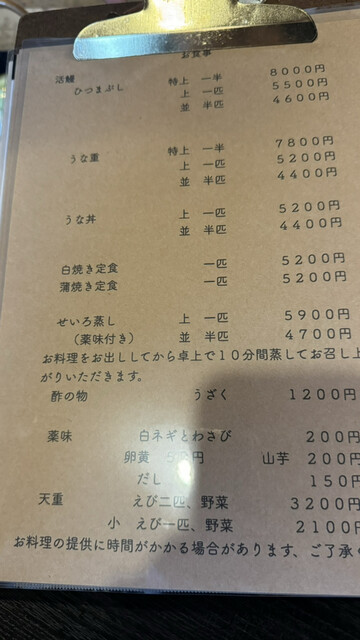 お食事
活鰻 特上 一半 8000円
ひつまぶし 上 一匹 5500円
並 半匹 4600円
うな重 特上 一半 7800円
上 一匹 5200円
並 半匹 4400円
うな丼 上 一匹 5200円
並 半匹 4400円
白焼き定食 一匹 5200円
蒲焼き定食 一匹 5200円
せいろ蒸し 上 一匹 5900円
(薬味付き) 並 半匹 4700円
お料理をお出ししてから卓上で10分間蒸してお召し上
がりいただきます。
酢の物 うざく 1200円
薬味 白ネギとわさび 200円
卵黄 円 山芋 200円
だし 150円
天重 えび二匹、野菜 3200円
小 えび一匹、野菜 2100円
お料理の提供に時間がかかる場合があります、ご了承く